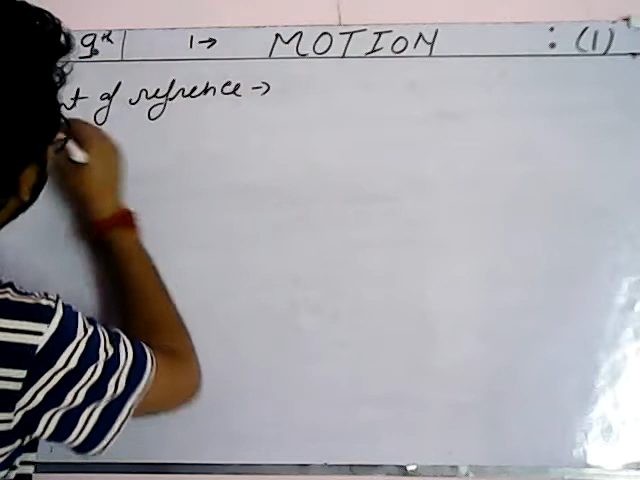 9th 1→ MOTION : (1)
t of refrence →